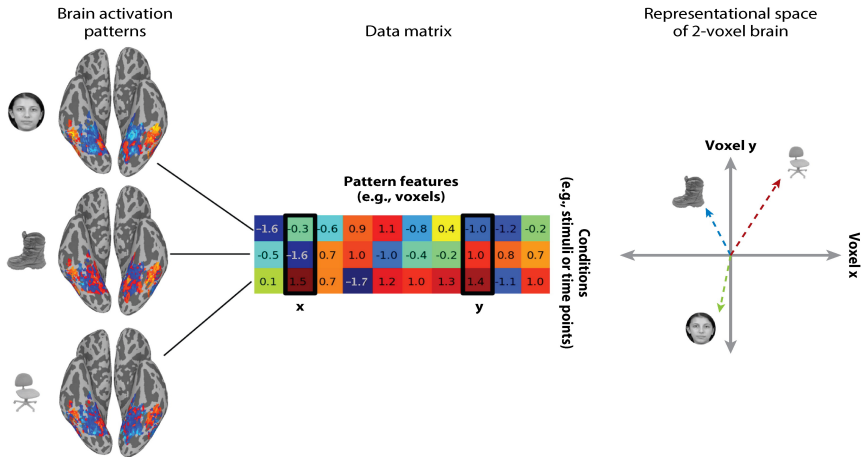 Brain activation
patterns
Data matrix
Representational space
of 2-voxel brain
Pattern features
(e.g., voxels)
-1.6 -0.3 -0.6 0.9 1.1 -0.8 0.4 -1.0 -1.2 -0.2
-0.5 -1.6 0.7 1.0 -1.0 -0.4 -0.2 1.0 0.8 0.7
0.1 1.5 0.7 -1.7 1.2 1.0 1.3 1.4 -1.1 1.0
x
y
Conditions
(e.g., stimuli or time points)
Voxel y
Voxel x